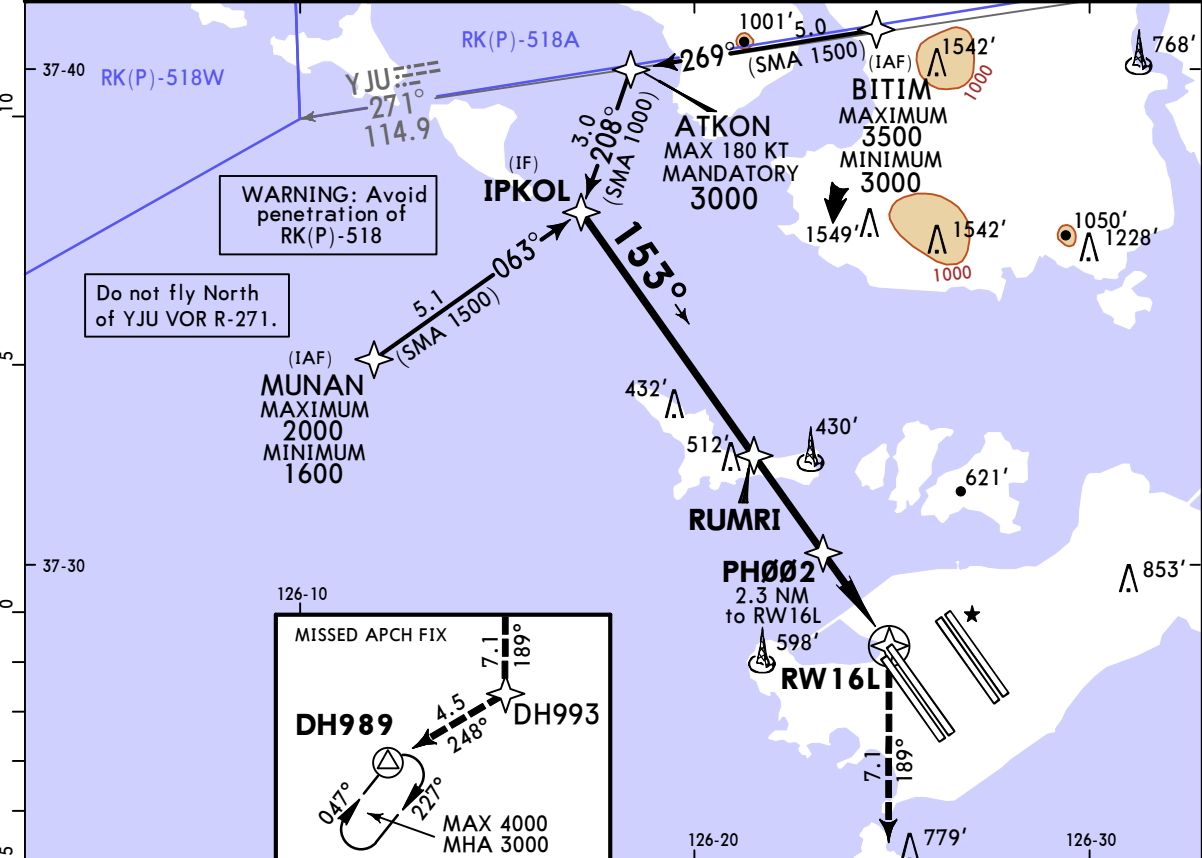 1001'
5.0
269°
(SMA 1500)
(IAF)
BITIM
MAXIMUM
3500
MINIMUM
3000
1542'
1000
768'
37-40
RK(P)-518W
RK(P)-518A
YJU
271°
114.9
10
3.0
208°
(SMA 1000)
ATKON
MAX 180 KT
MANDATORY
3000
(IF)
IPKOL
WARNING: Avoid
penetration of
RK(P)-518
1549'
1542'
1000
1050'
1228'
153°
063°
5.1
(SMA 1500)
Do not fly North
of YJU VOR R-271.
5
(IAF)
MUNAN
MAXIMUM
2000
MINIMUM
1600
432'
512'
430'
RUMRI
621'
37-30
PHØØ2
2.3 NM
to RW16L
853'
0
126-10
598'
RW16L
MISSED APCH FIX
7.1
189°
DH993
4.5
248°
DH989
047°
227°
MAX 4000
MHA 3000
7.1
189°
779'
126-20
126-30
5